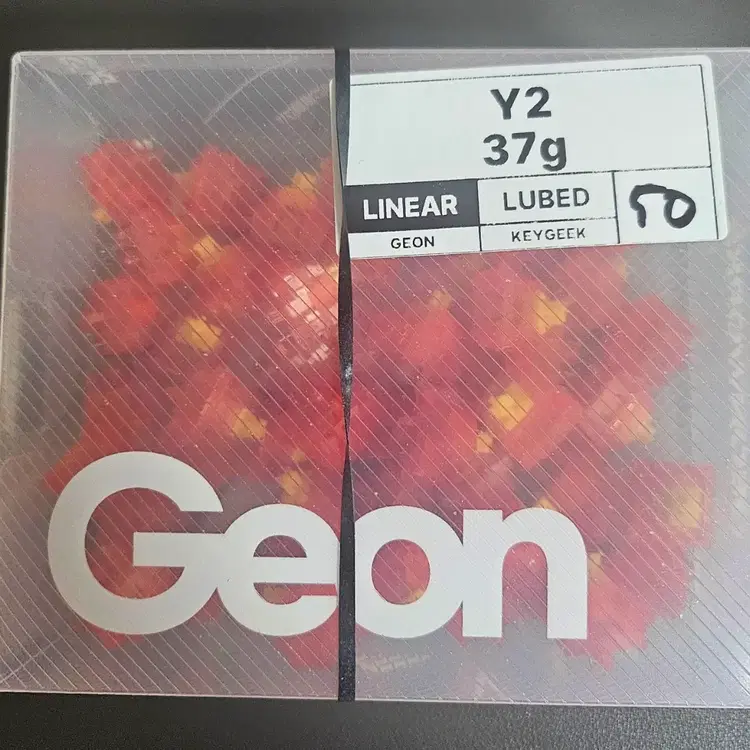 Y2
37g
LINEAR LUBED 50
GEON KEYGEEK
Geon